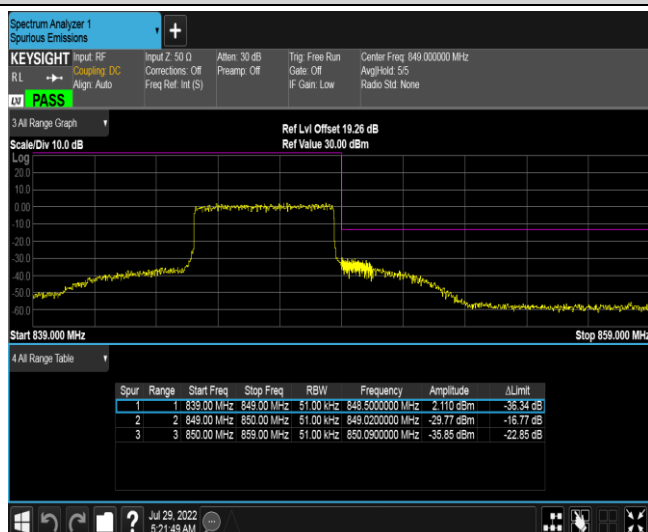 Spectrum Analyzer 1
Spurious Emissions
+
KEYSIGHT Input: RF Input Z: 50 Ω Atten: 30 dB Trig: Free Run Center Freq: 849.000000 MHz
RL Coupling: DC Corrections: Off Preamp: Off Gate: Off Avg|Hold: 5/5
Align: Auto Freq Ref: Int (S) IF Gain: Low Radio Std: None
LXI PASS
3 All Range Graph
Ref Lvl Offset 19.26 dB
Scale/Div 10.0 dB Ref Value 30.00 dBm
Log
20.0
10.0
0.00
-10.0
-20.0
-30.0
-40.0
-50.0
-60.0
Start 839.000 MHz Stop 859.000 MHz
4 All Range Table
Spur Range Start Freq Stop Freq RBW Frequency Amplitude ΔLimit
1 1 839.00 MHz 849.00 MHz 51.00 kHz 848.5000000 MHz 2.110 dBm -36.34 dB
2 2 849.00 MHz 850.00 MHz 51.00 kHz 849.0200000 MHz -29.77 dBm -16.77 dB
3 3 850.00 MHz 859.00 MHz 51.00 kHz 850.0900000 MHz -35.85 dBm -22.85 dB
? Jul 29, 2022
5:21:49 AM